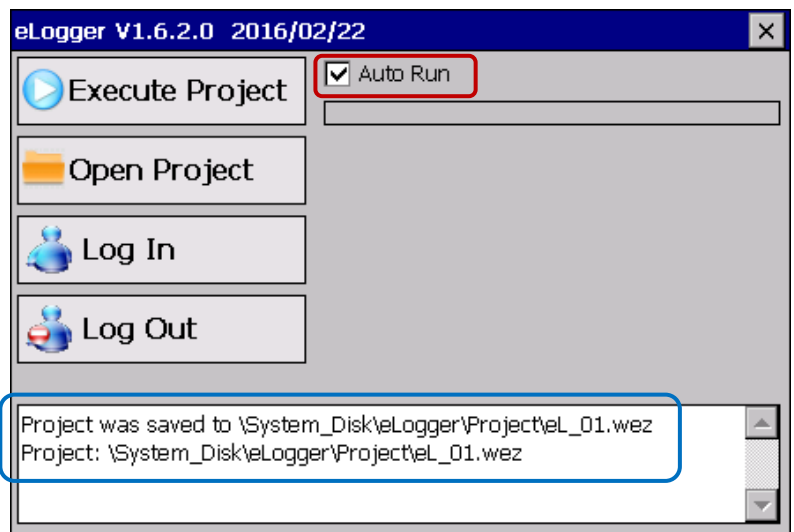 eLogger V1.6.2.0 2016/02/22
Execute Project
Auto Run
Open Project
Log In
Log Out
Project was saved to \System_Disk\eLogger\Project\eL_01.wez
Project: \System_Disk\eLogger\Project\eL_01.wez